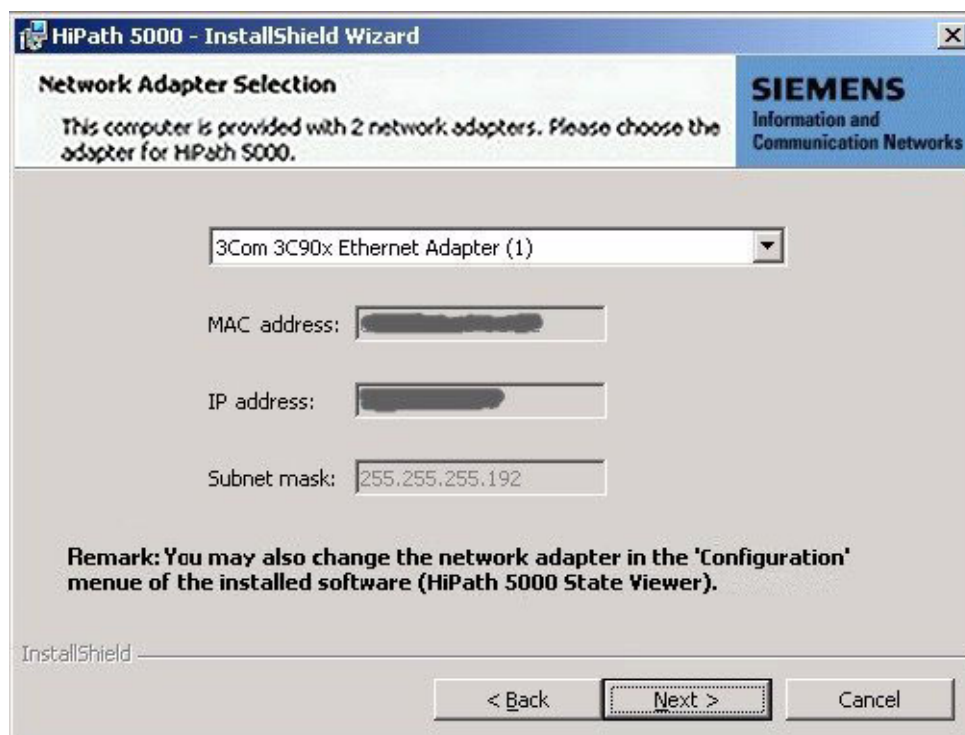 HiPath 5000 - InstallShield Wizard
Network Adapter Selection
This computer is provided with 2 network adapters. Please choose the
adapter for HiPath 5000.
SIEMENS
Information and
Communication Networks
3Com 3C90x Ethernet Adapter (1)
MAC address:
IP address:
Subnet mask: 255.255.255.192
Remark: You may also change the network adapter in the 'Configuration'
menue of the installed software (HiPath 5000 State Viewer).
InstallShield
< Back
Next >
Cancel